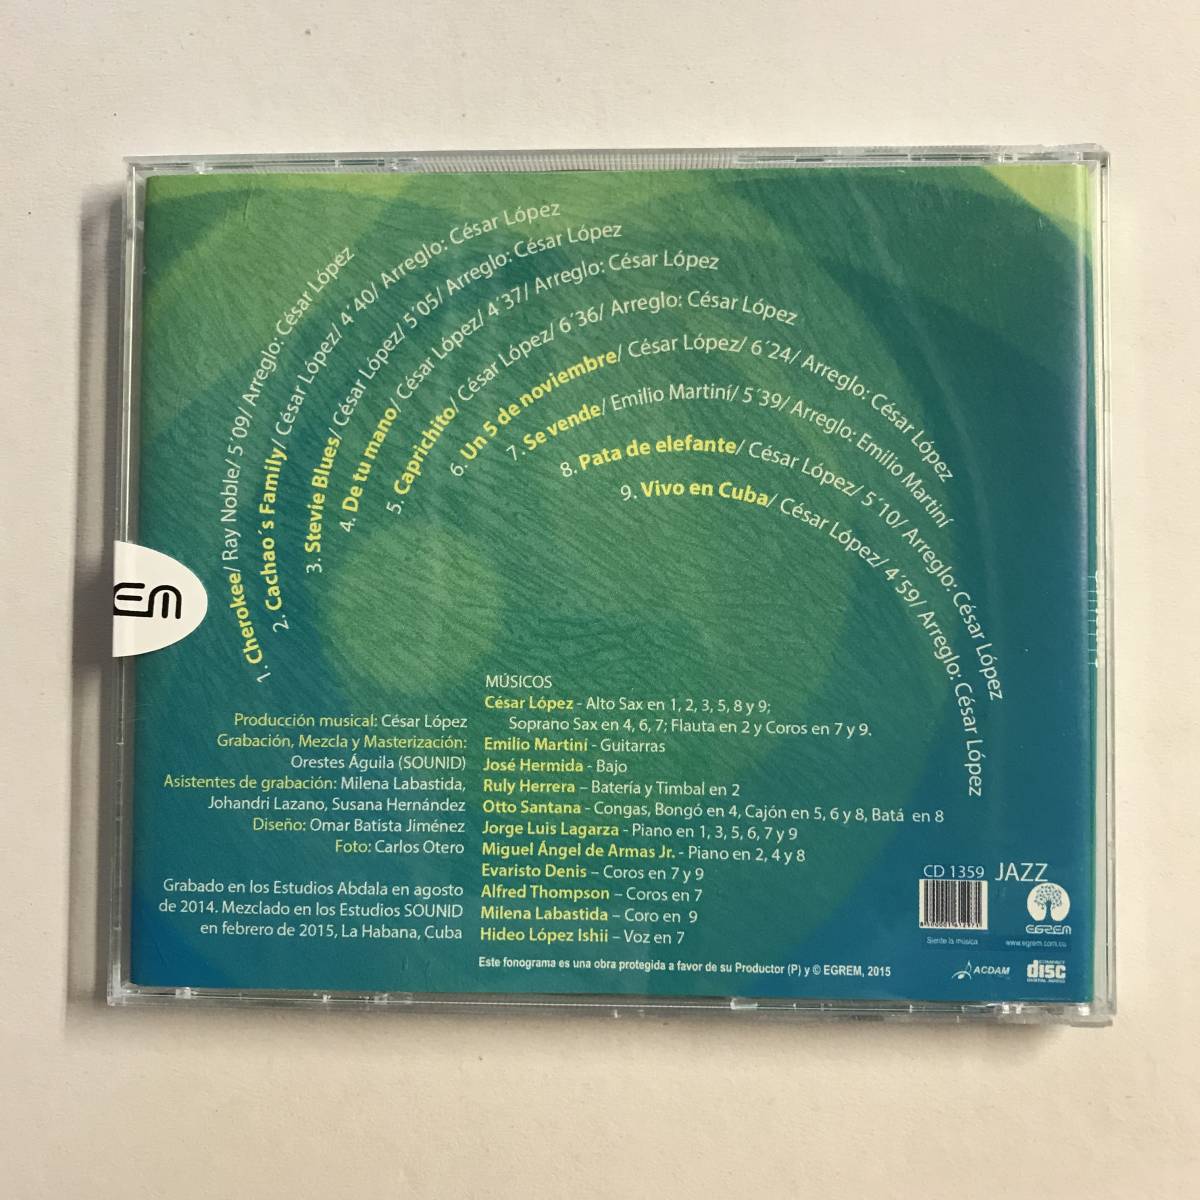 1. Cherokee/ Ray Noble/ 5´09/ Arreglo: César López
2. Cachao´s Family/ César López/ 4´40/ Arreglo: César López
3. Stevie Blues/ César López/ 5´05/ Arreglo: César López
4. De tu mano/ César López/ 4´37/ Arreglo: César López
5. Caprichito/ César López/ 6´36/ Arreglo: César López
6. Un 5 de noviembre/ César López/ 6´24/ Arreglo: César López
7. Se vende/ Emilio Martiní/ 5´39/ Arreglo: Emilio Martiní
8. Pata de elefante/ César López/ 5´10/ Arreglo: César López
9. Vivo en Cuba/ César López/ 4´59/ Arreglo: César López
EM
Producción musical: César López
Grabación, Mezcla y Masterización:
Orestes Águila (SOUNID)
Asistentes de grabación: Milena Labastida,
Johandri Lazano, Susana Hernández
Diseño: Omar Batista Jiménez
Foto: Carlos Otero
Grabado en los Estudios Abdala en agosto
de 2014. Mezclado en los Estudios SOUNID
en febrero de 2015, La Habana, Cuba
MÚSICOS
César López - Alto Sax en 1, 2, 3, 5, 8 y 9;
Soprano Sax en 4, 6, 7; Flauta en 2 y Coros en 7 y 9.
Emilio Martiní - Guitarras
José Hermida - Bajo
Ruly Herrera – Batería y Timbal en 2
Otto Santana – Congas, Bongó en 4, Cajón en 5, 6 y 8, Batá en 8
Jorge Luis Lagarza - Piano en 1, 3, 5, 6, 7 y 9
Miguel Ángel de Armas Jr. - Piano en 2, 4 y 8
Evaristo Denis – Coros en 7 y 9
Alfred Thompson – Coros en 7
Milena Labastida – Coro en 9
Hideo López Ishii – Voz en 7
Este fonograma es una obra protegida a favor de su Productor (P) y © EGREM, 2015
CD 1359 JAZZ
EGREM
Siente la música
www.egrem.com.cu
ACDAM
COMPACT
disc
DIGITAL AUDIO